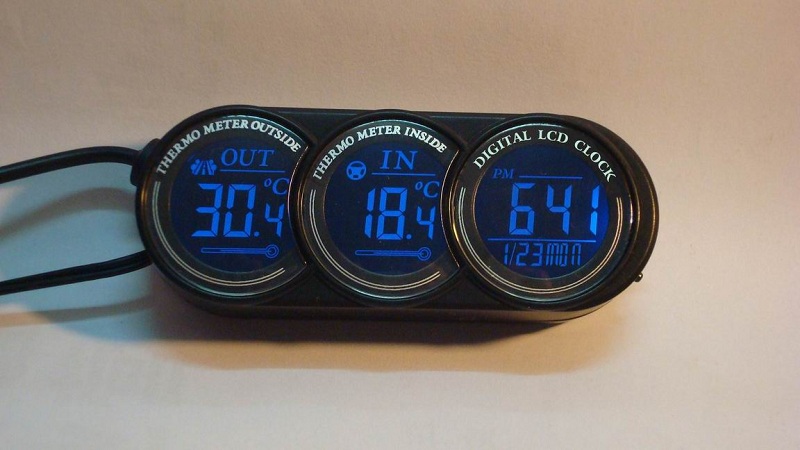 THERMO METER OUTSIDE
OUT
30.4 °C
THERMO METER INSIDE
IN
18.4 °C
DIGITAL LCD CLOCK
PM
6 41
1/23 MON